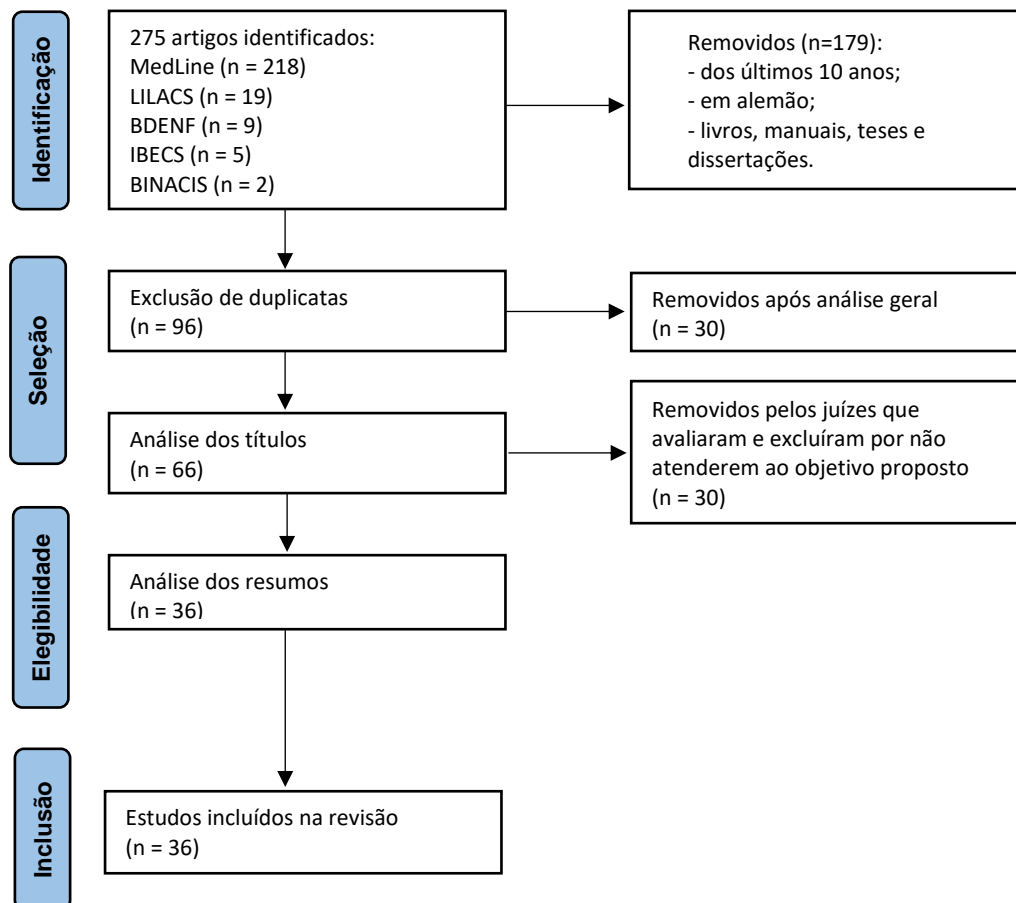 Identificação
275 artigos identificados:
MedLine (n = 218)
LILACS (n = 19)
BDENF (n = 9)
IBECS (n = 5)
BINACIS (n = 2)
Removidos (n=179):
- dos últimos 10 anos;
- em alemão;
- livros, manuais, teses e
dissertações.
Seleção
Exclusão de duplicatas
(n = 96)
Removidos após análise geral
(n = 30)
Análise dos títulos
(n = 66)
Removidos pelos juízes que
avaliaram e excluíram por não
atenderem ao objetivo proposto
(n = 30)
Elegibilidade
Análise dos resumos
(n = 36)
Inclusão
Estudos incluídos na revisão
(n = 36)